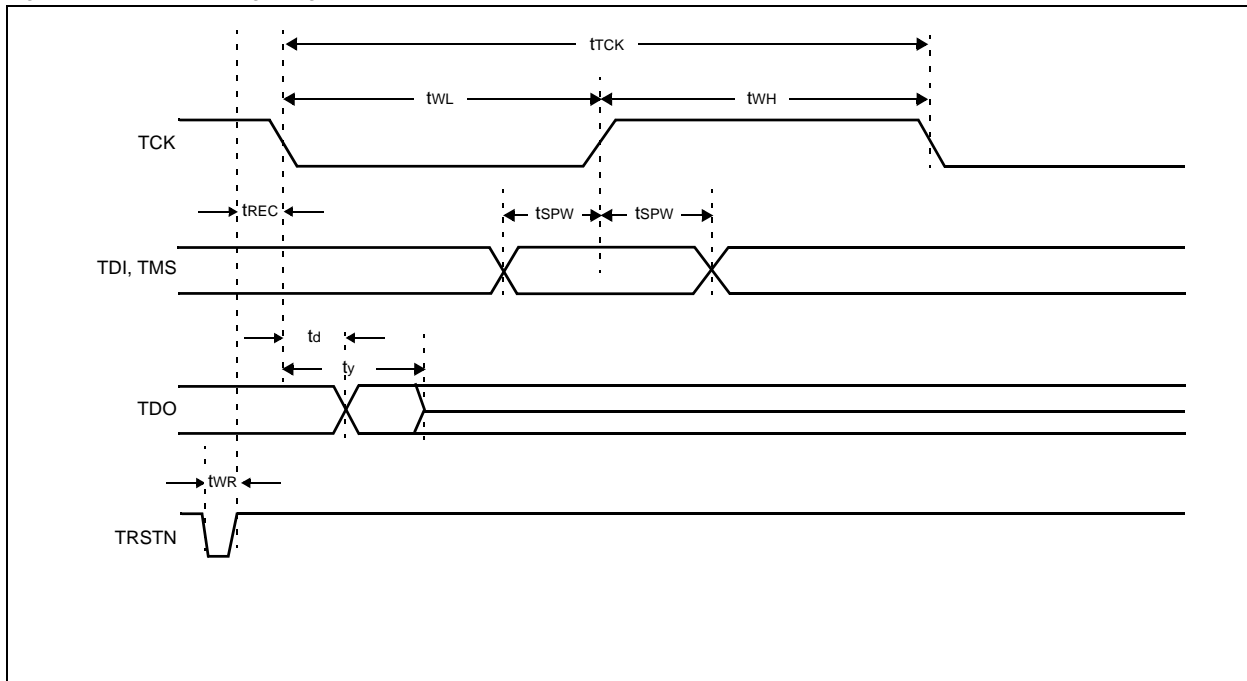 tTCK
tWL tWH
TCK
tREC tSPW tSPW
TDI, TMS
td
ty
TDO
tWR
TRSTN